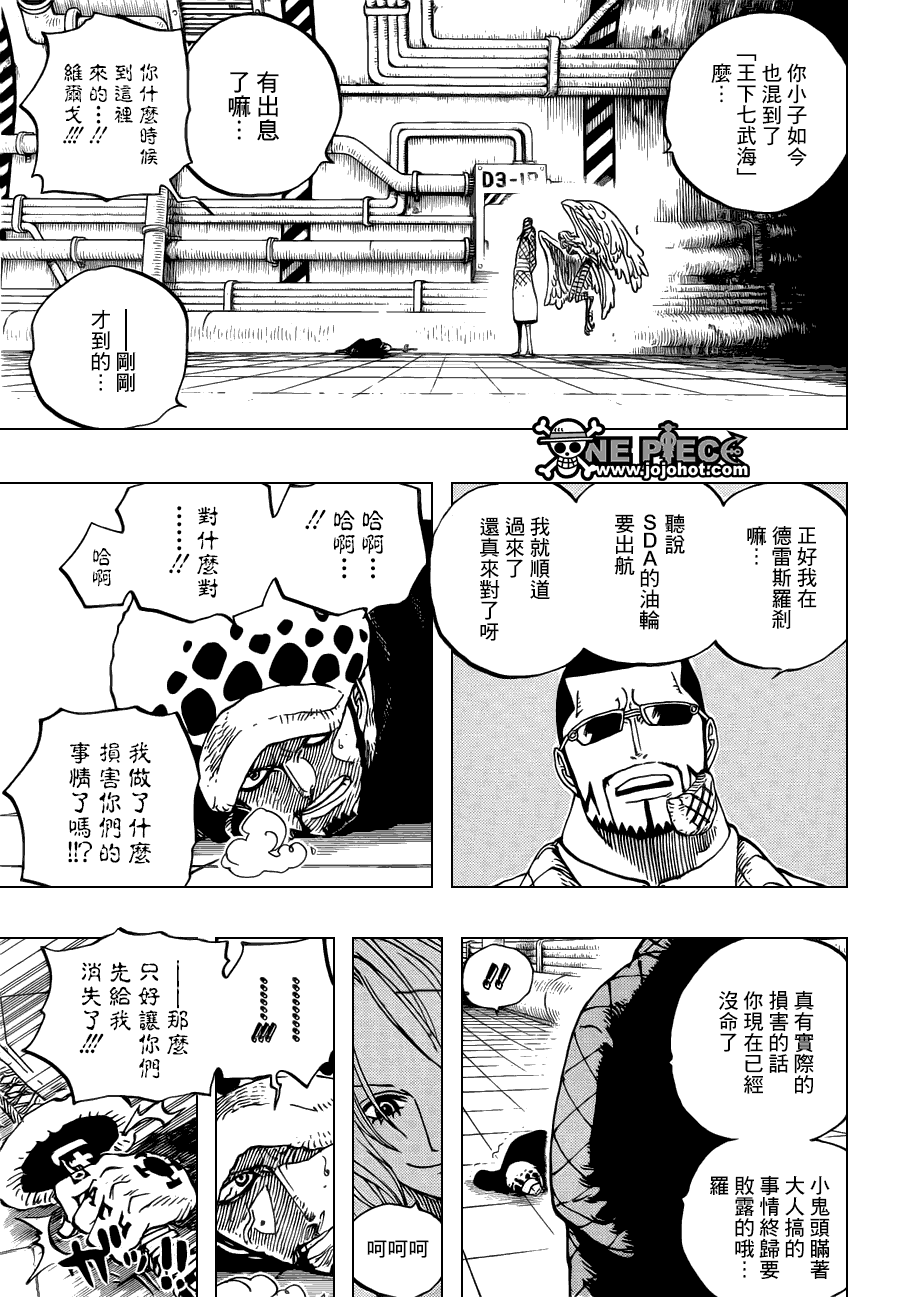 你小子如今
也混到了
「王下七武海」
麼…
有出息
了嘛…
你什麼時候
到這裡
來的…!!
維爾戈!!
——剛剛
才到的…
D3-1
ONE PIECE
www.jojohot.com
正好我在
德雷斯羅剎
嘛…
聽說
SDA的油輪
要出航
我就順道
過來了
還真來對了呀
哈啊…
哈啊…
!!
對什麼對
……!!
哈啊
我做了什麼
損害你們的
事情了嗎!!?
真有實際的
損害的話
你現在已經
沒命了
!!
小鬼頭瞞著
大人搞的
事情終歸要
敗露的哦…
羅
呵呵呵
………!!!
——那麼
只好讓你們
先給我
消失了!!!